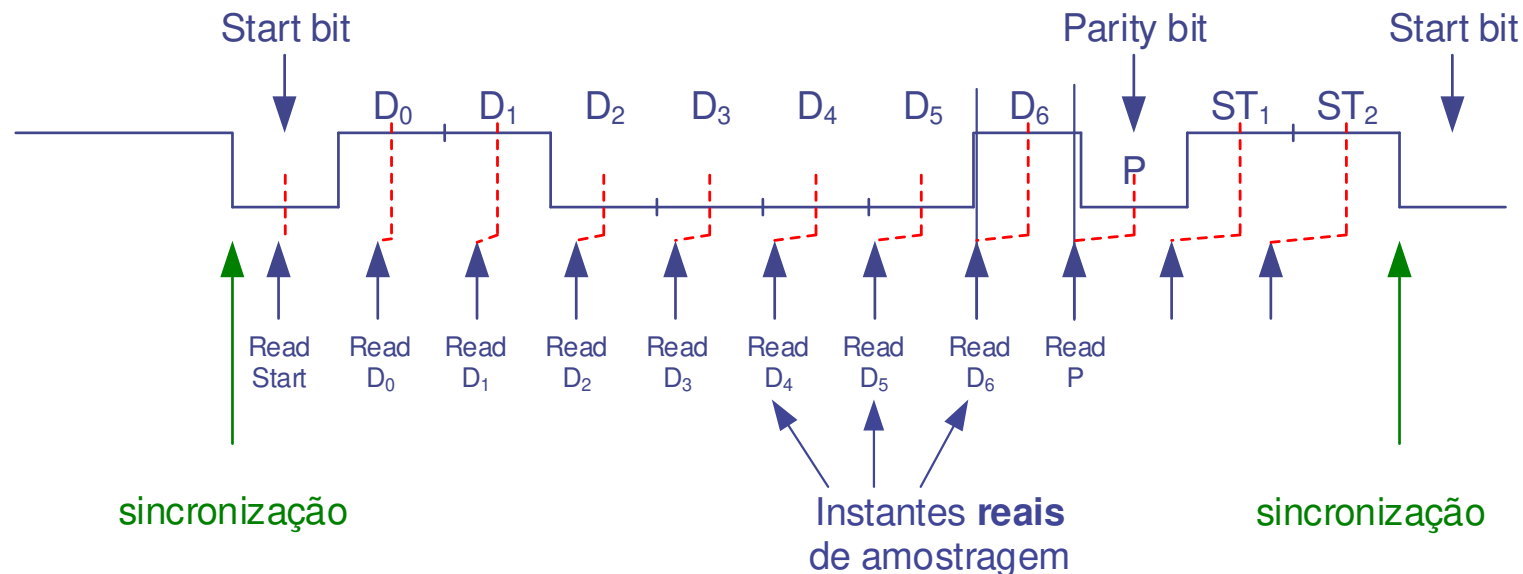 Start bit
Parity bit
Start bit
D₀
D₁
D₂
D₃
D₄
D₅
D₆
ST₁
ST₂
P
Read
Start
Read
D₀
Read
D₁
Read
D₂
Read
D₃
Read
D₄
Read
D₅
Read
D₆
Read
P
sincronização
Instantes reais
de amostragem
sincronização